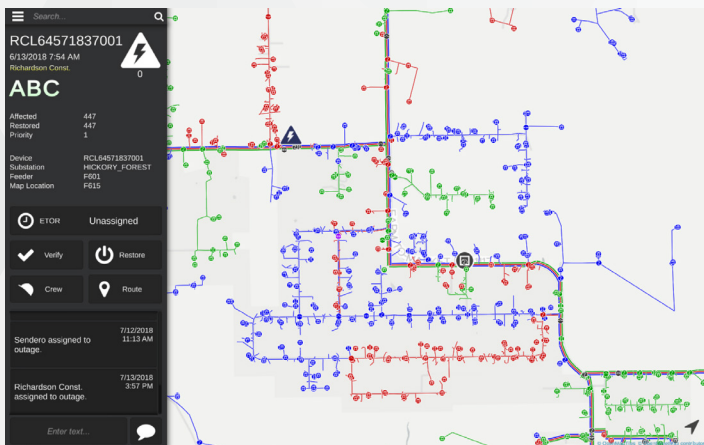 Search...
RCL64571837001
6/13/2018 7:54 AM
Richardson Const.
0
ABC
Affected 447
Restored 447
Priority 1
Device RCL64571837001
Substation HICKORY_FOREST
Feeder F601
Map Location F615
ETOR Unassigned
Verify Restore
Crew Route
7/12/2018
Sendero assigned to 11:13 AM
outage.
7/13/2018
Richardson Const. 3:57 PM
assigned to outage.
Enter text...